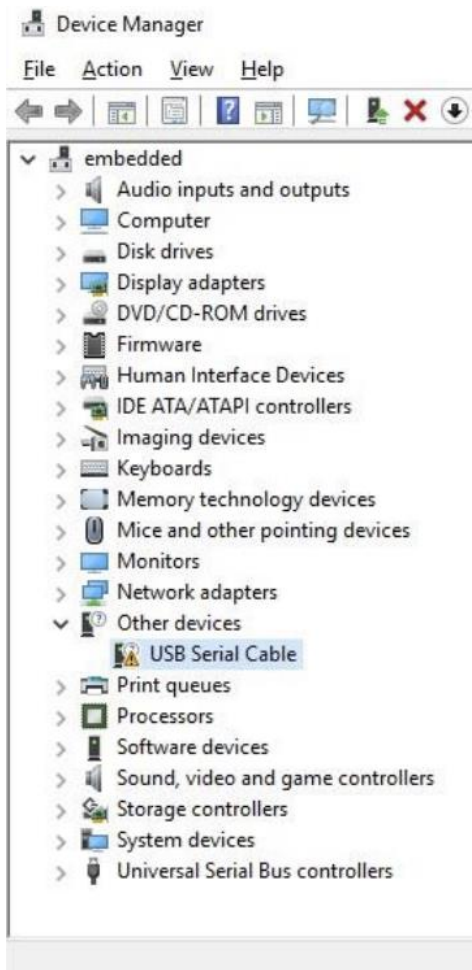 Device Manager
File Action View Help
embedded
Audio inputs and outputs
Computer
Disk drives
Display adapters
DVD/CD-ROM drives
Firmware
Human Interface Devices
IDE ATA/ATAPI controllers
Imaging devices
Keyboards
Memory technology devices
Mice and other pointing devices
Monitors
Network adapters
Other devices
USB Serial Cable
Print queues
Processors
Software devices
Sound, video and game controllers
Storage controllers
System devices
Universal Serial Bus controllers